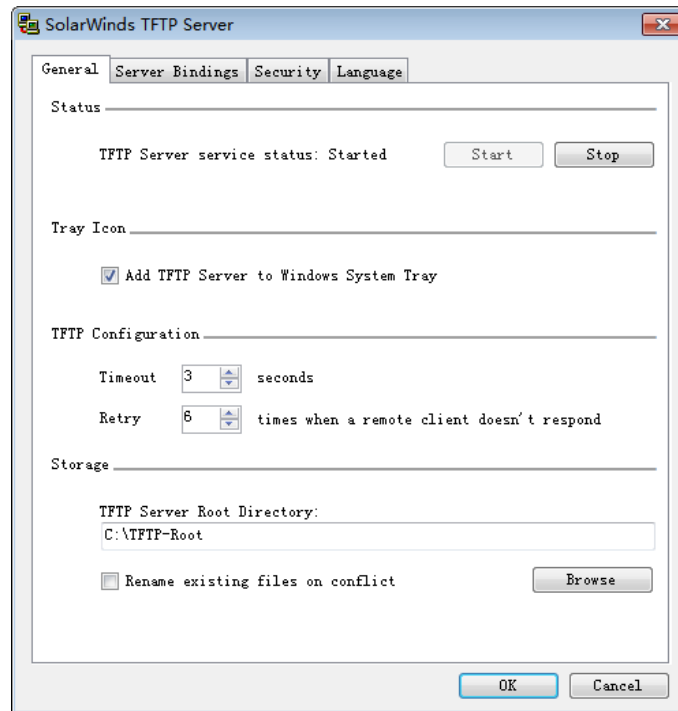 SolarWinds TFTP Server
General Server Bindings Security Language
Status
TFTP Server service status: Started Start Stop
Tray Icon
Add TFTP Server to Windows System Tray
TFTP Configuration
Timeout 3 seconds
Retry 6 times when a remote client doesn't respond
Storage
TFTP Server Root Directory:
C:\TFTP-Root
Rename existing files on conflict Browse
OK Cancel